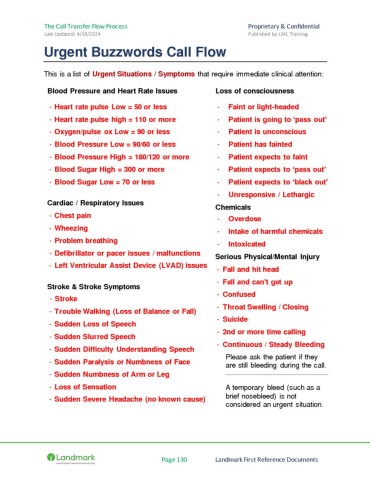 The Call Transfer Flow Process
Proprietary & Confidential
Last Updated: 4/19/2024
Published by LMS Training
Urgent Buzzwords Call Flow
This is a list of Urgent Situations / Symptoms that require immediate clinical attention:
Blood Pressure and Heart Rate Issues
- Heart rate pulse Low = 50 or less
- Heart rate pulse high = 110 or more
- Oxygen/pulse ox Low = 90 or less
- Blood Pressure Low = 90/60 or less
- Blood Pressure High = 180/120 or more
- Blood Sugar High = 300 or more
- Blood Sugar Low = 70 or less
Cardiac / Respiratory Issues
- Chest pain
- Wheezing
- Problem breathing
- Defibrillator or pacer issues / malfunctions
- Left Ventricular Assist Device (LVAD) issues
Stroke & Stroke Symptoms
- Stroke
- Trouble Walking (Loss of Balance or Fall)
- Sudden Loss of Speech
- Sudden Slurred Speech
- Sudden Difficulty Understanding Speech
- Sudden Paralysis or Numbness of Face
- Sudden Numbness of Arm or Leg
- Loss of Sensation
- Sudden Severe Headache (no known cause)
Loss of consciousness
- Faint or light-headed
- Patient is going to ‘pass out’
- Patient is unconscious
- Patient has fainted
- Patient expects to faint
- Patient expects to ‘pass out’
- Patient expects to ‘black out’
- Unresponsive / Lethargic
Chemicals
- Overdose
- Intake of harmful chemicals
- Intoxicated
Serious Physical/Mental Injury
- Fall and hit head
- Fall and can't get up
- Confused
- Throat Swelling / Closing
- Suicide
- 2nd or more time calling
- Continuous / Steady Bleeding
Please ask the patient if they
are still bleeding during the call.
A temporary bleed (such as a
brief nosebleed) is not
considered an urgent situation.
Landmark
Page 130
Landmark First Reference Documents